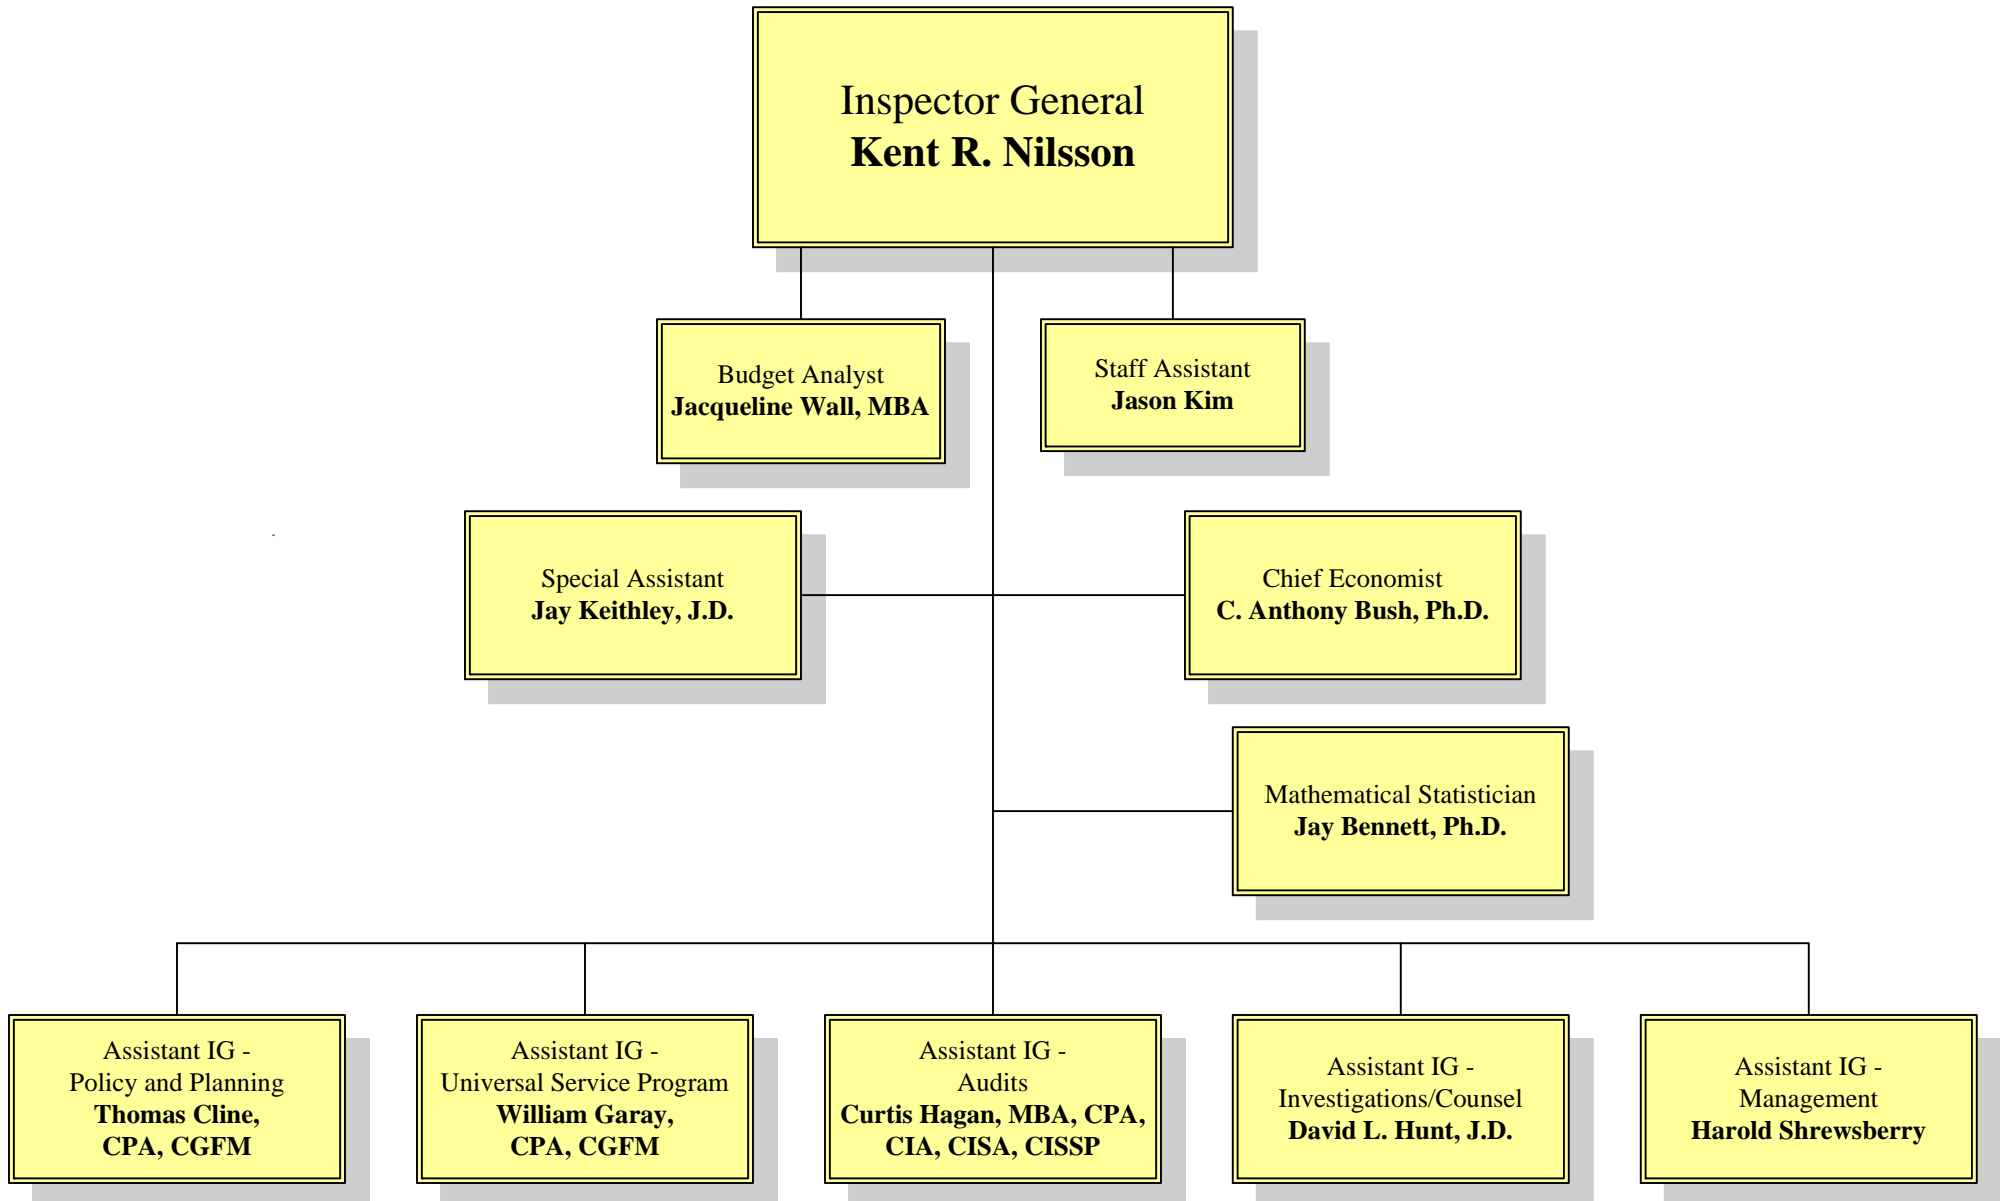 Inspector General
Kent R. Nilsson
Budget Analyst
Jacqueline Wall, MBA
Staff Assistant
Jason Kim
Special Assistant
Jay Keithley, J.D.
Chief Economist
C. Anthony Bush, Ph.D.
Mathematical Statistician
Jay Bennett, Ph.D.
Assistant IG -
Policy and Planning
Thomas Cline,
CPA, CGFM
Assistant IG -
Universal Service Program
William Garay,
CPA, CGFM
Assistant IG -
Audits
Curtis Hagan, MBA, CPA,
CIA, CISA, CISSP
Assistant IG -
Investigations/Counsel
David L. Hunt, J.D.
Assistant IG -
Management
Harold Shrewsberry